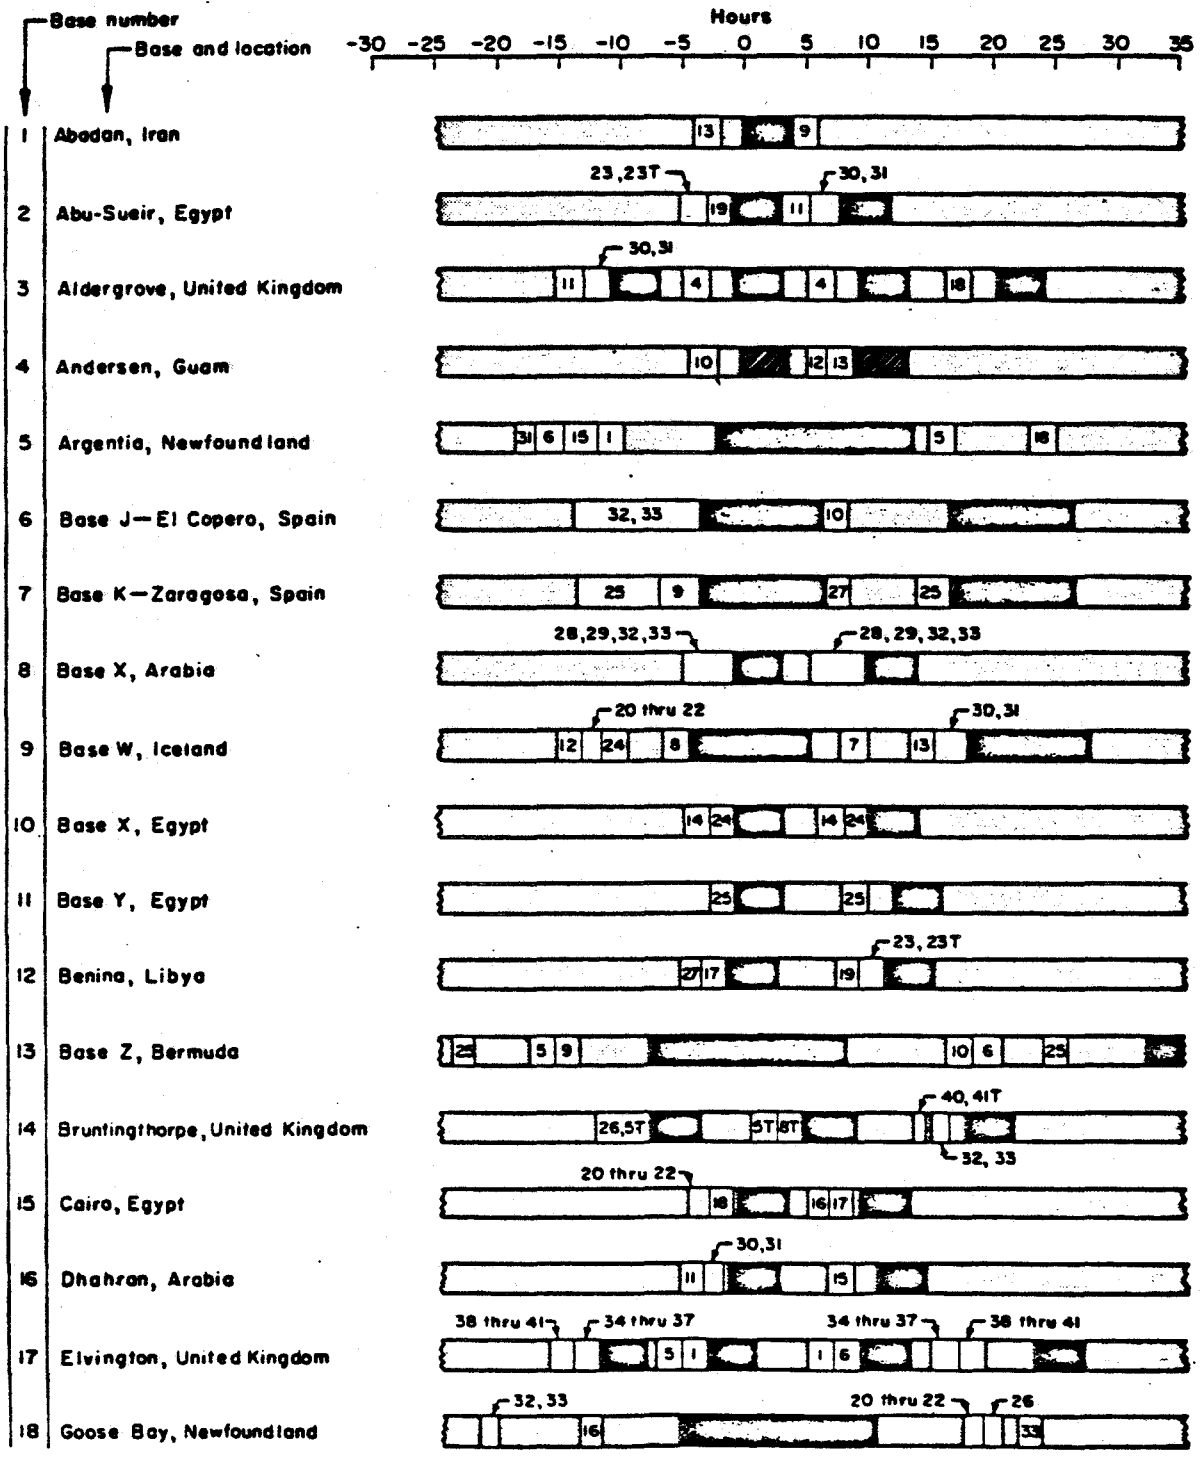 Hours
Base number
Base and location
-30 -25 -20 -15 -10 -5 0 5 10 15 20 25 30 35
1 Abadan, Iran 13 9
23,23T 30,31
2 Abu-Sueir, Egypt 19 11
30,31
3 Aldergrove, United Kingdom 11 4 4 18
4 Andersen, Guam 10 12 13
5 Argentia, Newfoundland 31 6 15 1 5 18
6 Base J—El Copero, Spain 32, 33 10
7 Base K—Zaragosa, Spain 25 9 27 25
28,29,32,33 28,29,32,33
8 Base X, Arabia
20 thru 22 30,31
9 Base W, Iceland 12 24 8 7 13
10 Base X, Egypt 14 24 14 24
11 Base Y, Egypt 25 25
23, 23T
12 Benina, Libya 27 17 19
13 Base Z, Bermuda 25 5 9 10 6 25
40, 41T
14 Bruntingthorpe, United Kingdom 26,5T 5T 8T
32, 33
20 thru 22
15 Cairo, Egypt 18 16 17
30,31
16 Dhahran, Arabia 11 15
38 thru 41 34 thru 37 34 thru 37 38 thru 41
17 Elvington, United Kingdom 5 1 1 6
32, 33 20 thru 22 26
18 Goose Bay, Newfoundland 16 33